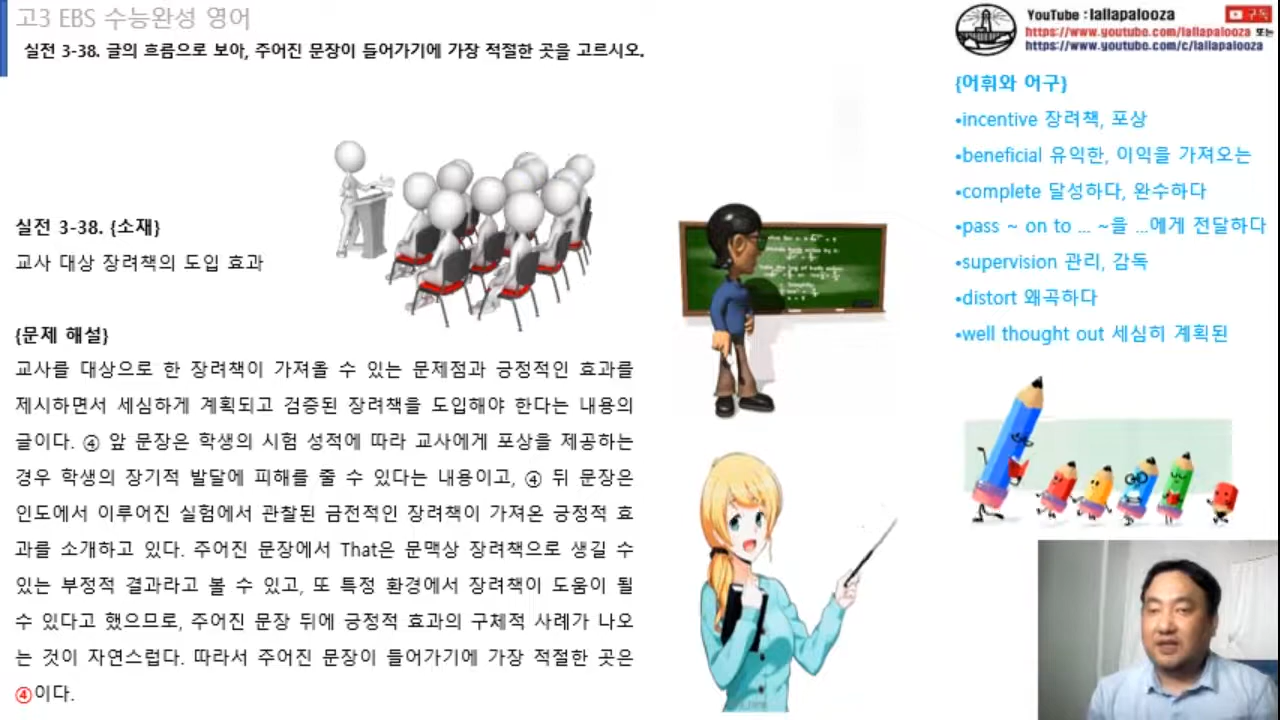 고3 EBS 수능완성 영어
실전 3-38. 글의 흐름으로 보아, 주어진 문장이 들어가기에 가장 적절한 곳을 고르시오.
YouTube : lallapalooza
구독
https://www.youtube.com/lallapalooza 또는
https://www.youtube.com/c/lallapalooza
실전 3-38. {소재}
교사 대상 장려책의 도입 효과
{문제 해설}
교사를 대상으로 한 장려책이 가져올 수 있는 문제점과 긍정적인 효과를
제시하면서 세심하게 계획되고 검증된 장려책을 도입해야 한다는 내용의
글이다. ④ 앞 문장은 학생의 시험 성적에 따라 교사에게 포상을 제공하는
경우 학생의 장기적 발달에 피해를 줄 수 있다는 내용이고, ④ 뒤 문장은
인도에서 이루어진 실험에서 관찰된 금전적인 장려책이 가져온 긍정적 효
과를 소개하고 있다. 주어진 문장에서 That은 문맥상 장려책으로 생길 수
있는 부정적 결과라고 볼 수 있고, 또 특정 환경에서 장려책이 도움이 될
수 있다고 했으므로, 주어진 문장 뒤에 긍정적 효과의 구체적 사례가 나오
는 것이 자연스럽다. 따라서 주어진 문장이 들어가기에 가장 적절한 곳은
④이다.
{어휘와 어구}
•incentive 장려책, 포상
•beneficial 유익한, 이익을 가져오는
•complete 달성하다, 완수하다
•pass ~ on to ... ~을 ...에게 전달하다
•supervision 관리, 감독
•distort 왜곡하다
•well thought out 세심히 계획된